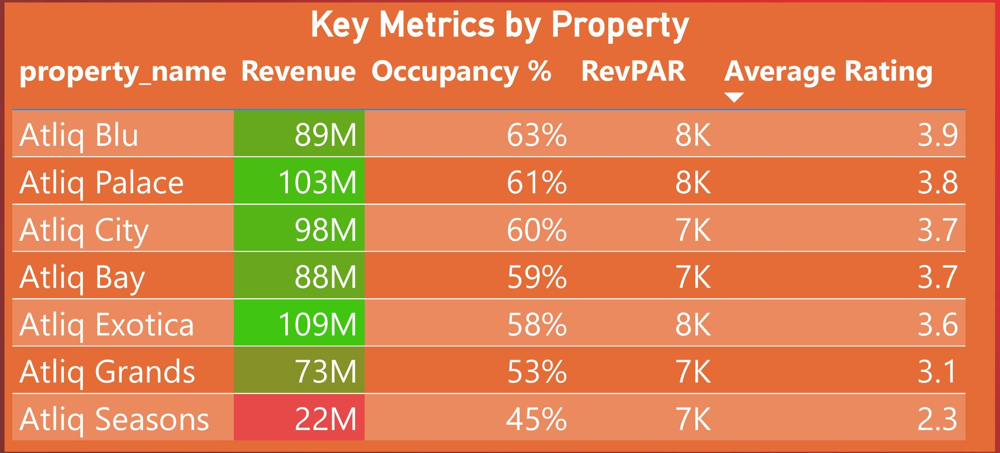 Key Metrics by Property
property_name Revenue Occupancy % RevPAR Average Rating
Atliq Blu 89M 63% 8K 3.9
Atliq Palace 103M 61% 8K 3.8
Atliq City 98M 60% 7K 3.7
Atliq Bay 88M 59% 7K 3.7
Atliq Exotica 109M 58% 8K 3.6
Atliq Grands 73M 53% 7K 3.1
Atliq Seasons 22M 45% 7K 2.3